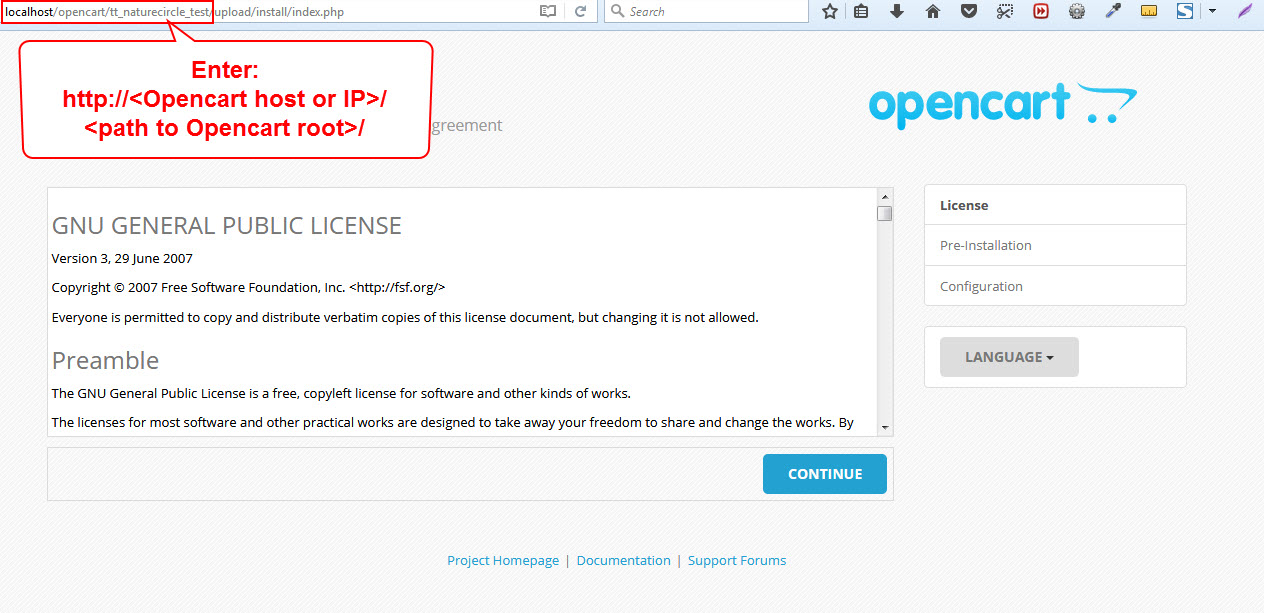 localhost/opencart/tt_naturecircle_test/upload/install/index.php
Search
Enter:
http://<Opencart host or IP>/
<path to Opencart root>/
greement
opencart
GNU GENERAL PUBLIC LICENSE
Version 3, 29 June 2007
Copyright © 2007 Free Software Foundation, Inc. <http://fsf.org/>
Everyone is permitted to copy and distribute verbatim copies of this license document, but changing it is not allowed.
Preamble
The GNU General Public License is a free, copyleft license for software and other kinds of works.
The licenses for most software and other practical works are designed to take away your freedom to share and change the works. By
License
Pre-Installation
Configuration
LANGUAGE
CONTINUE
Project Homepage | Documentation | Support Forums